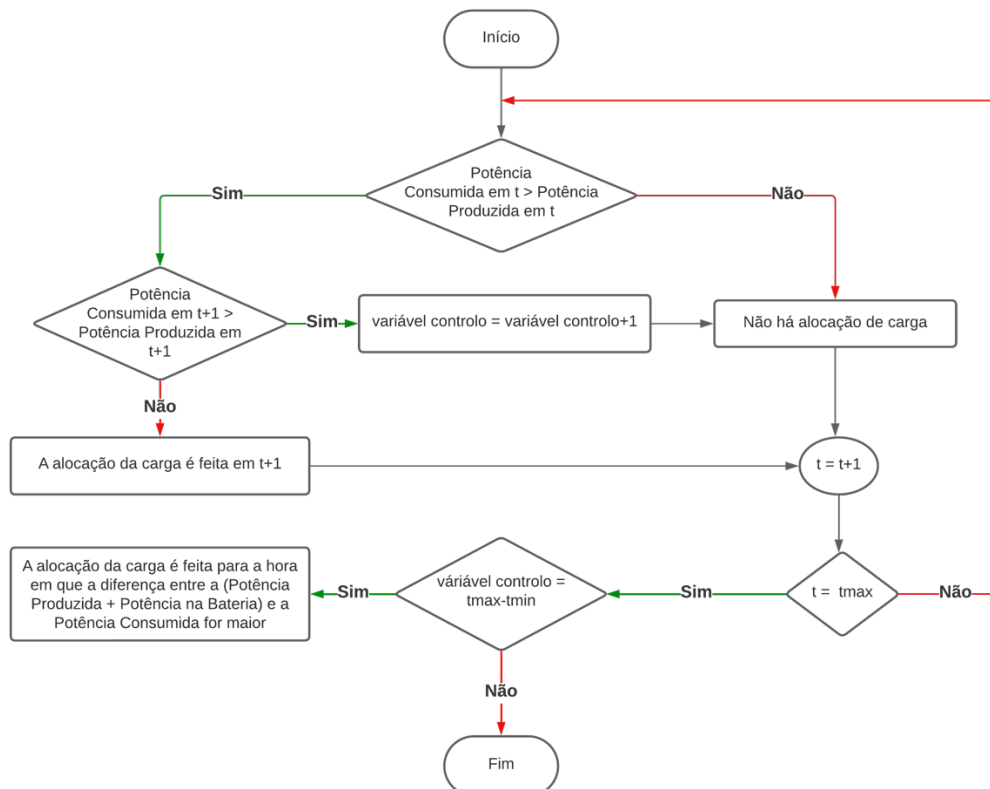 Início
Potência
Consumida em t > Potência
Produzida em
t
Sim
Não
Potência
Consumida em t+1 >
Potência Produzida em
t+1
Sim
variável controlo = variável controlo+1
Não há alocação de carga
Não
A alocação da carga é feita em t+1
t = t+1
A alocação da carga é feita para a hora
em que a diferença entre a (Potência
Produzida + Potência na Bateria) e a
Potência Consumida for maior
Sim
váriável controlo =
tmax-tmin
Sim
t = tmax
Não
Não
Fim